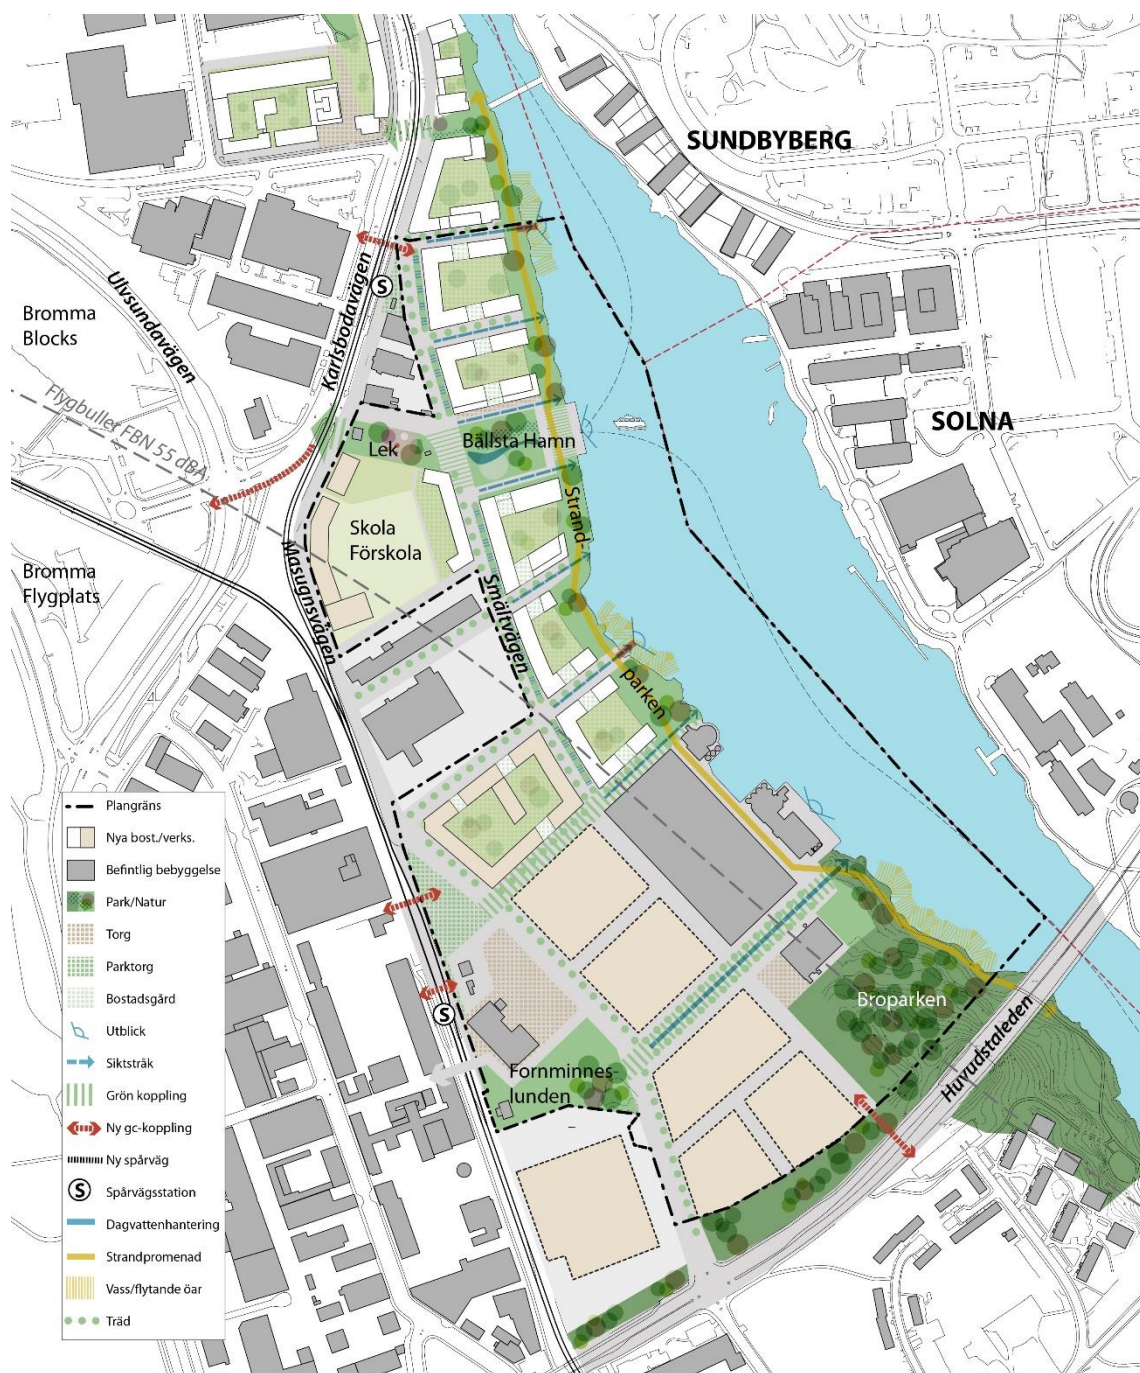 SUNDBYBERG
Ulvsundavägen
Karlsbodavägen
S
Bromma
Blocks
Flygbuller FBN 55 dBA
SOLNA
Lek
Bällsta Hamn
Strand-
parken
Skola
Förskola
Bromma
Flygplats
Masugnsvägen
Smältvägen
Plangräns
Nya bost./verks.
Befintlig bebyggelse
Park/Natur
Torg
Parktorg
Bostadsgård
Utblick
Siktstråk
Grön koppling
Ny gc-koppling
Ny spårväg
S
Spårvägsstation
Dagvattenhantering
Strandpromenad
Vass/flytande öar
Träd
S
Broparken
Huvudstaleden
Fornminnes-
lunden